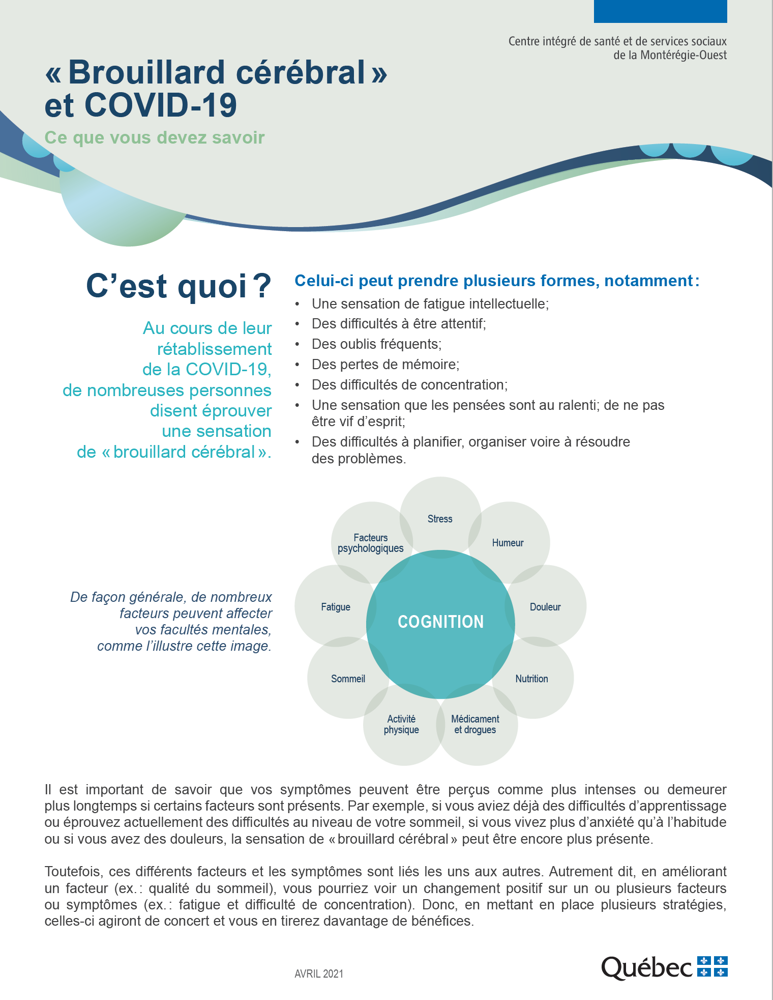 Centre intégré de santé et de services sociaux
de la Montérégie-Ouest
« Brouillard cérébral »
et COVID-19
Ce que vous devez savoir
C’est quoi ?
Au cours de leur
rétablissement
de la COVID-19,
de nombreuses personnes
disent éprouver
une sensation
de « brouillard cérébral ».
Celui-ci peut prendre plusieurs formes, notamment :
• Une sensation de fatigue intellectuelle;
• Des difficultés à être attentif;
• Des oublis fréquents;
• Des pertes de mémoire;
• Des difficultés de concentration;
• Une sensation que les pensées sont au ralenti; de ne pas
être vif d’esprit;
• Des difficultés à planifier, organiser voire à résoudre
des problèmes.
De façon générale, de nombreux
facteurs peuvent affecter
vos facultés mentales,
comme l’illustre cette image.
Stress
Humeur
Douleur
Nutrition
Médicament
et drogues
Activité
physique
Sommeil
Fatigue
Facteurs
psychologiques
COGNITION
Il est important de savoir que vos symptômes peuvent être perçus comme plus intenses ou demeurer
plus longtemps si certains facteurs sont présents. Par exemple, si vous aviez déjà des difficultés d’apprentissage
ou éprouvez actuellement des difficultés au niveau de votre sommeil, si vous vivez plus d’anxiété qu’à l’habitude
ou si vous avez des douleurs, la sensation de « brouillard cérébral » peut être encore plus présente.
Toutefois, ces différents facteurs et les symptômes sont liés les uns aux autres. Autrement dit, en améliorant
un facteur (ex. : qualité du sommeil), vous pourriez voir un changement positif sur un ou plusieurs facteurs
ou symptômes (ex. : fatigue et difficulté de concentration). Donc, en mettant en place plusieurs stratégies,
celles-ci agiront de concert et vous en tirerez davantage de bénéfices.
AVRIL 2021
Québec